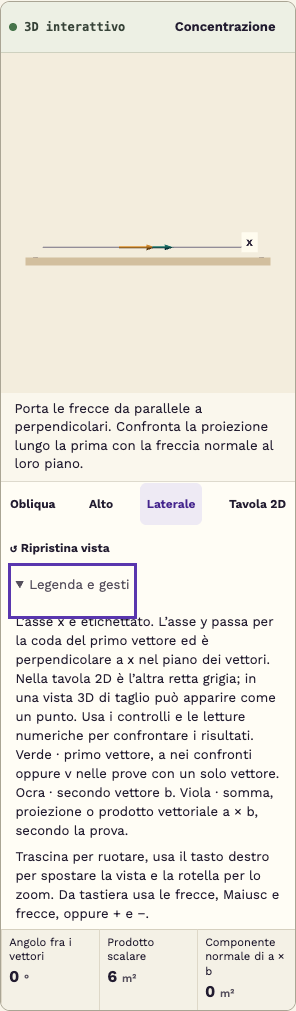 3D interattivo
Concentrazione
x
Porta le frecce da parallele a
perpendicolari. Confronta la proiezione
lungo la prima con la freccia normale al
loro piano.
Obliqua
Alto
Laterale
Tavola 2D
↺ Ripristina vista
▼ Legenda e gesti
L’asse x è etichettato. L’asse y passa per
la coda del primo vettore ed è
perpendicolare a x nel piano dei vettori.
Nella tavola 2D è l’altra retta grigia; in
una vista 3D di taglio può apparire come
un punto. Usa i controlli e le letture
numeriche per confrontare i risultati.
Verde · primo vettore, a nei confronti
oppure v nelle prove con un solo vettore.
Ocra · secondo vettore b. Viola · somma,
proiezione o prodotto vettoriale a × b,
secondo la prova.
Trascina per ruotare, usa il tasto destro
per spostare la vista e la rotella per lo
zoom. Da tastiera usa le frecce, Maiusc e
frecce, oppure + e −.
Angolo fra i
vettori
0 °
Prodotto
scalare
6 m²
Componente
normale di a ×
b
0 m²